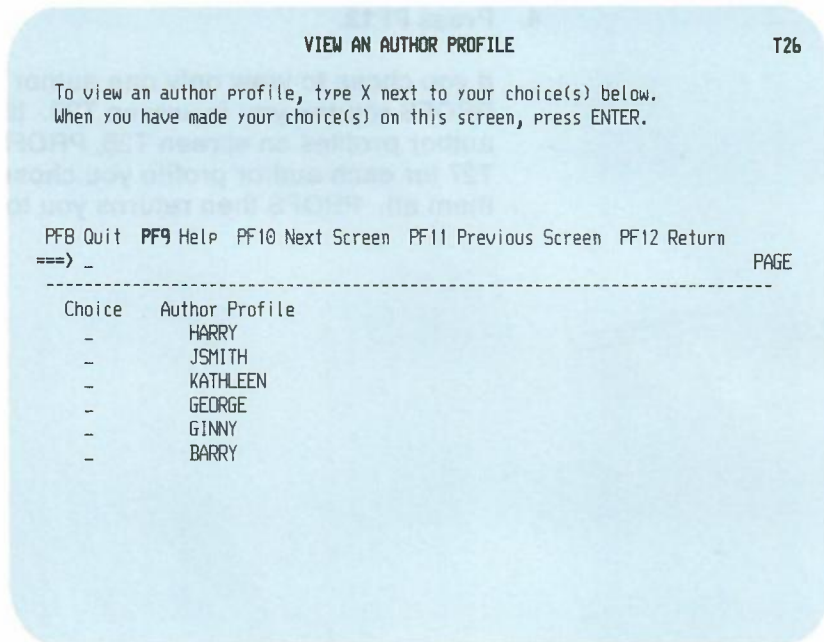 4. Press PF12.
VIEW AN AUTHOR PROFILE T26
To view an author profile, type X next to your choice(s) below.
When you have made your choice(s) on this screen, press ENTER.
PF8 Quit PF9 Help PF10 Next Screen PF11 Previous Screen PF12 Return
===> _ PAGE
Choice Author Profile
_ HARRY
_ JSMITH
_ KATHLEEN
_ GEORGE
_ GINNY
_ BARRY